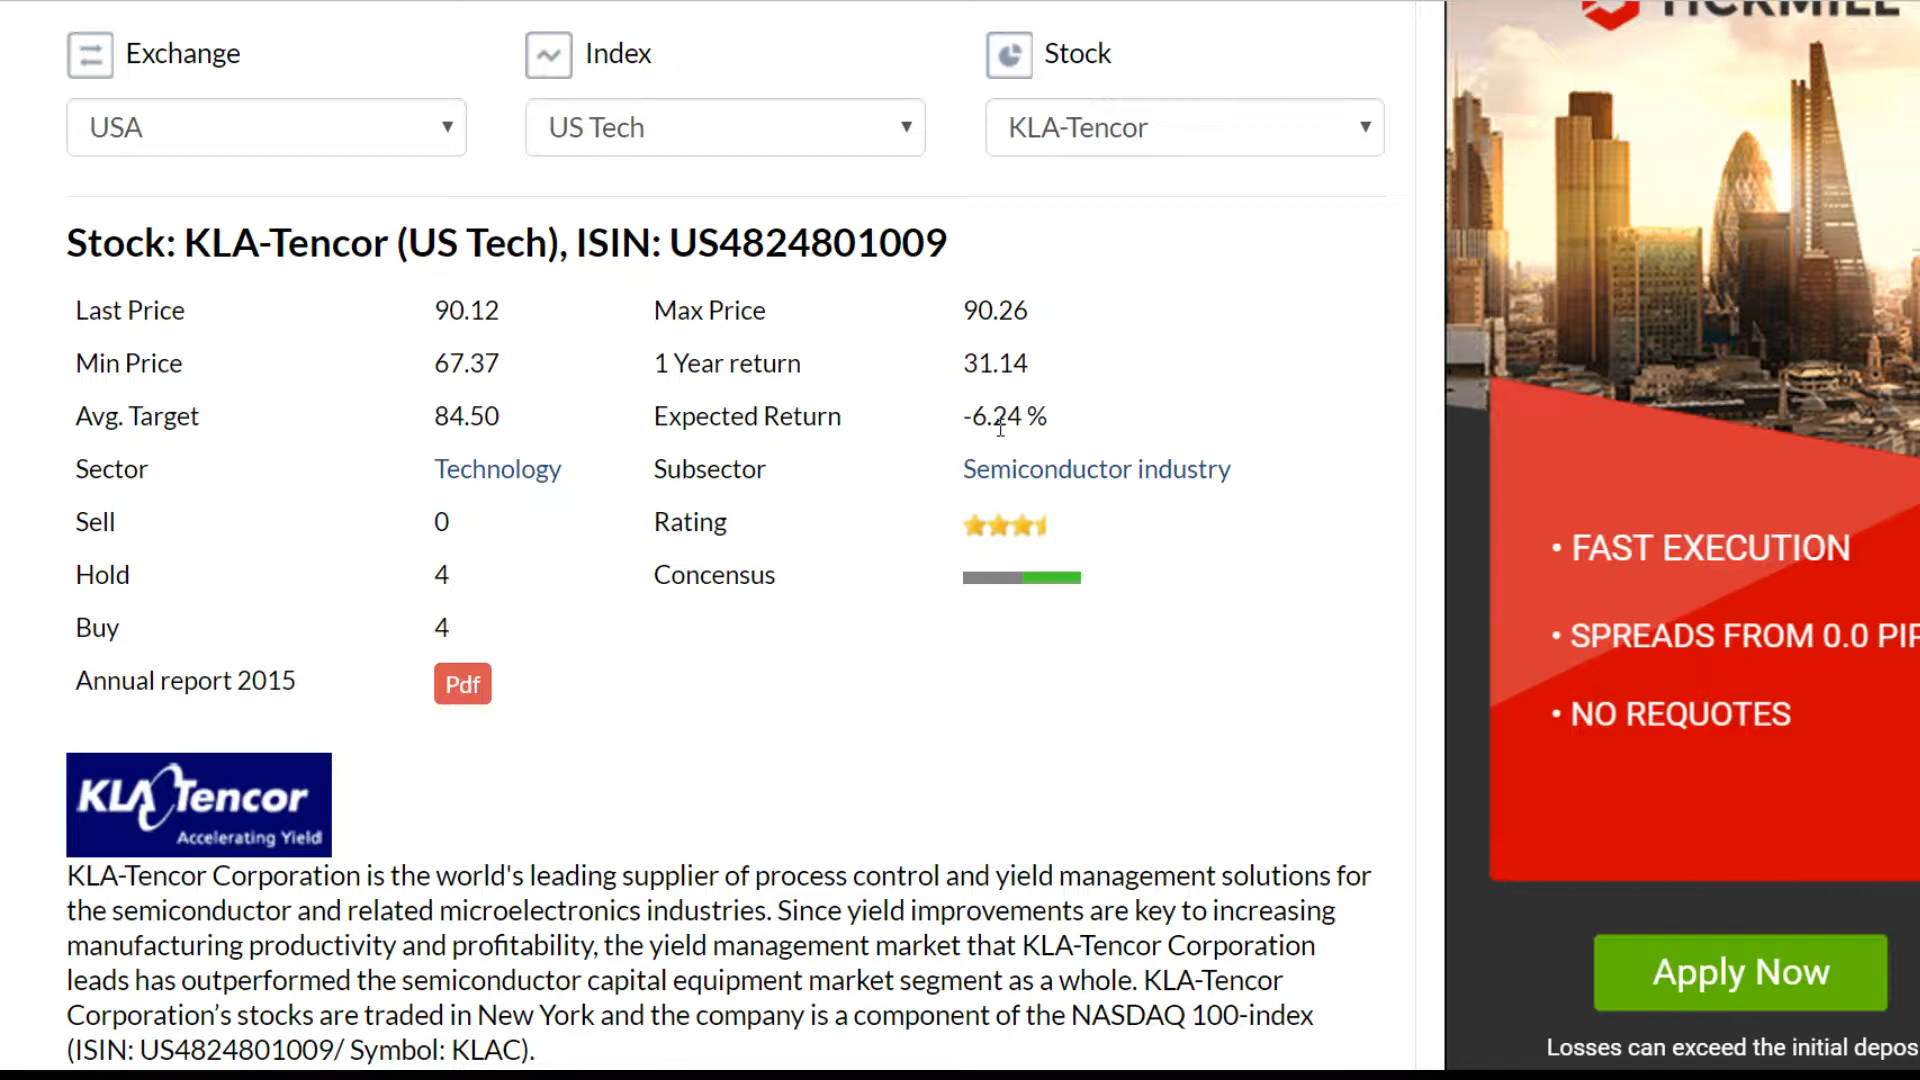 Exchange
Index
Stock
USA
US Tech
KLA-Tencor
Stock: KLA-Tencor (US Tech), ISIN: US4824801009
Last Price 90.12 Max Price 90.26
Min Price 67.37 1 Year return 31.14
Avg. Target 84.50 Expected Return -6.24 %
Sector Technology Subsector Semiconductor industry
Sell 0 Rating
Hold 4 Concensus
Buy 4
Annual report 2015 Pdf
KLA Tencor
Accelerating Yield
KLA-Tencor Corporation is the world's leading supplier of process control and yield management solutions for
the semiconductor and related microelectronics industries. Since yield improvements are key to increasing
manufacturing productivity and profitability, the yield management market that KLA-Tencor Corporation
leads has outperformed the semiconductor capital equipment market segment as a whole. KLA-Tencor
Corporation’s stocks are traded in New York and the company is a component of the NASDAQ 100-index
(ISIN: US4824801009/ Symbol: KLAC).
TICKMILL
• FAST EXECUTION
• SPREADS FROM 0.0 PIP
• NO REQUOTES
Apply Now
Losses can exceed the initial depos